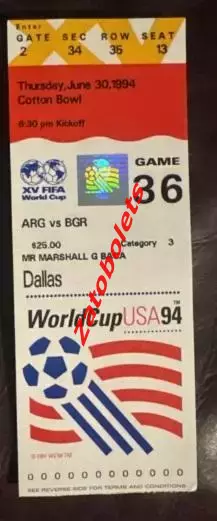 Enter
GATE SEC ROW SEAT
2 34 35 13
Thursday, June 30, 1994
Cotton Bowl
6:30 pm Kickoff
XV FIFA
World Cup
GAME
36
ARG vs BGR
$25.00 Category 3
MR MARSHALL G
Dallas
WorldCupUSA94
TM
SEE REVERSE SIDE FOR TERMS AND CONDITIONS
Zarobolets